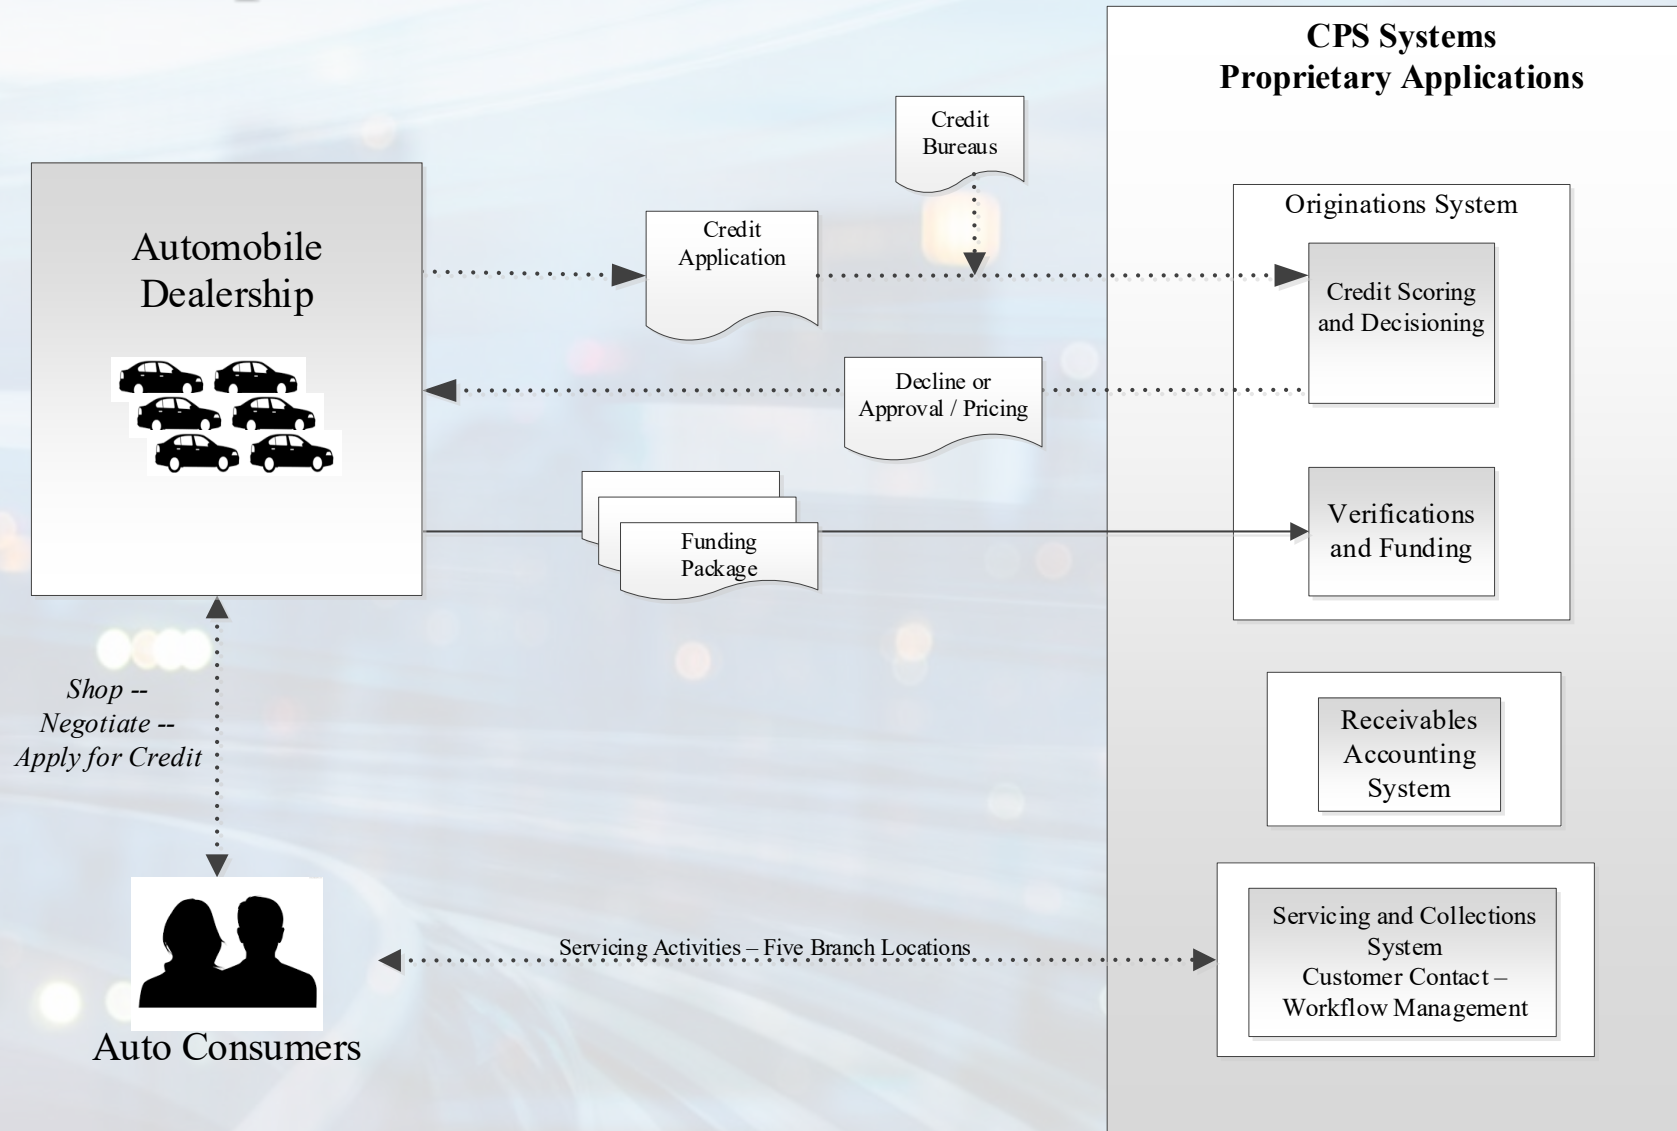 CPS Systems
Proprietary Applications
Credit
Bureaus
Originations System
Credit
Application
Automobile
Dealership
Credit Scoring
and Decisioning
Decline or
Approval / Pricing
Verifications
and Funding
Funding
Package
Shop --
Negotiate --
Apply for Credit
Receivables
Accounting
System
Servicing Activities – Five Branch Locations
Servicing and Collections
System
Customer Contact –
Workflow Management
Auto Consumers